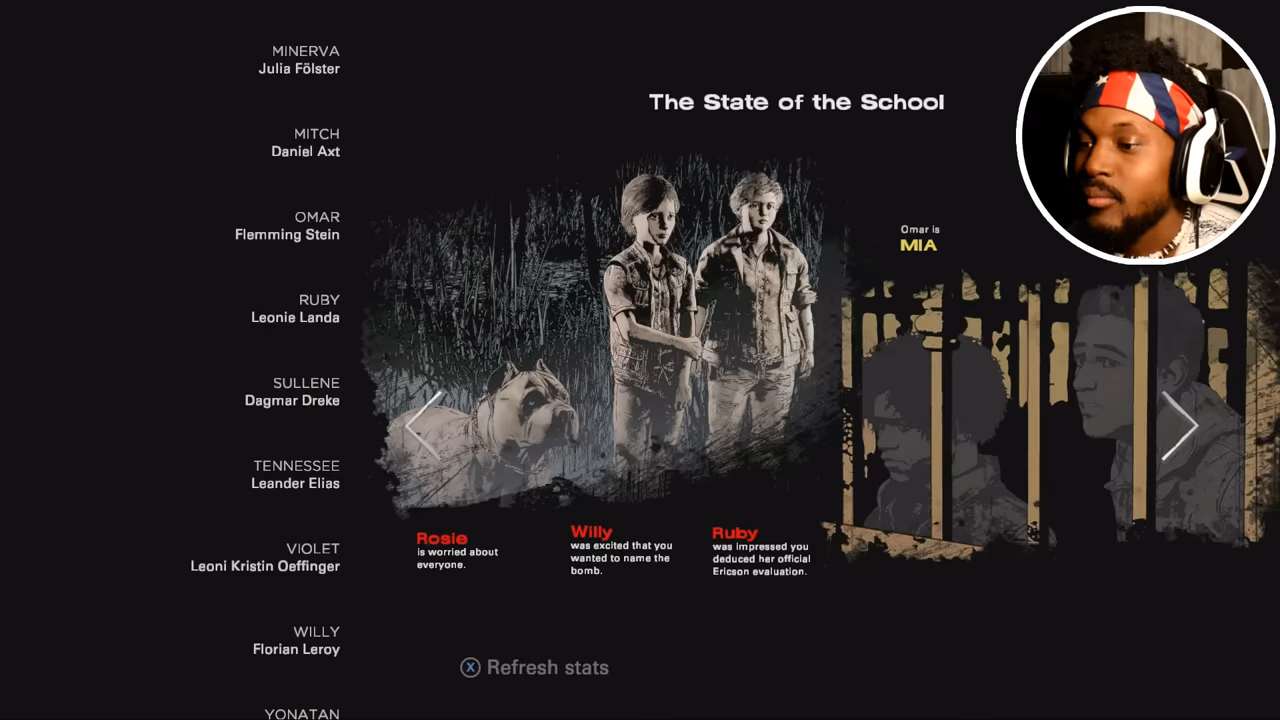 MINERVA
Julia Fölster
MITCH
Daniel Axt
OMAR
Flemming Stein
RUBY
Leonie Landa
SULLENE
Dagmar Dreke
TENNESSEE
Leander Elias
VIOLET
Leoni Kristin Oeffinger
WILLY
Florian Leroy
YONATAN
The State of the School
Omar is
MIA
Rosie
is worried about
everyone.
Willy
was excited that you
wanted to name the
bomb.
Ruby
was impressed you
deduced her official
Ericson evaluation.
X Refresh stats